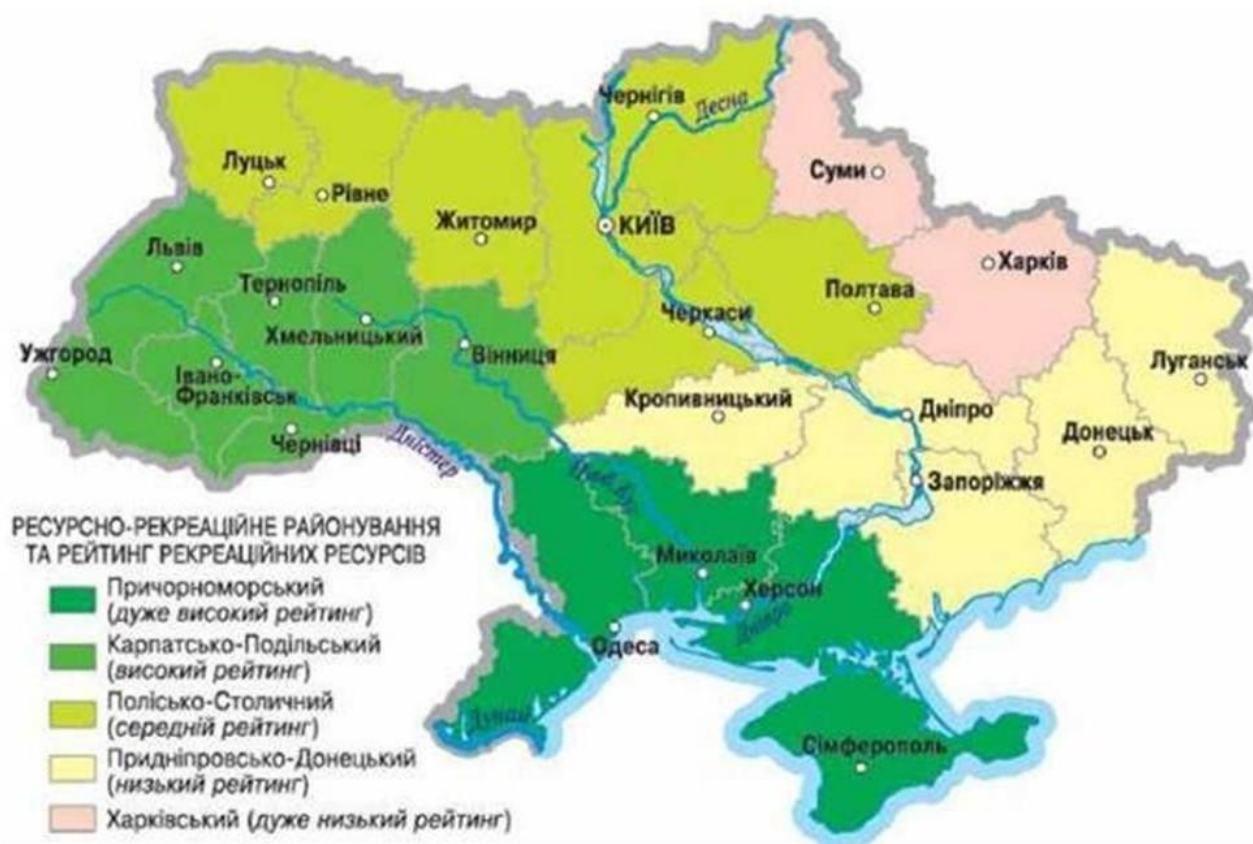 Чернігів
Десна
Суми
Луцьк
Рівне
Житомир
КИЇВ
Львів
Харків
Тернопіль
Полтава
Черкаси
Хмельницький
Ужгород
Вінниця
Луганськ
Івано-
Франківськ
Кропивницький
Дніпро
Чернівці
Донецьк
Дністер
Запоріжжя
РЕСУРСНО-РЕКРЕАЦІЙНЕ РАЙОНУВАННЯ
ТА РЕЙТИНГ РЕКРЕАЦІЙНИХ РЕСУРСІВ
Миколаїв
Херсон
Дніпро
Одеса
Дунай
Сімферополь
Причорноморський
(дуже високий рейтинг)
Карпатсько-Подільський
(високий рейтинг)
Полісько-Столичний
(середній рейтинг)
Придніпровсько-Донецький
(низький рейтинг)
Харківський (дуже низький рейтинг)